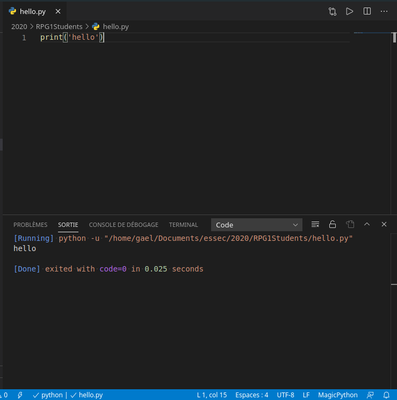 hello.py
2020 > RPG1Students > hello.py
1 print('hello')
PROBLÈMES SORTIE CONSOLE DE DÉBOGAGE TERMINAL Code
[Running] python -u "/home/gael/Documents/essec/2020/RPG1Students/hello.py"
hello
[Done] exited with code=0 in 0.025 seconds
0 python | hello.py L 1, col 15 Espaces : 4 UTF-8 LF MagicPython